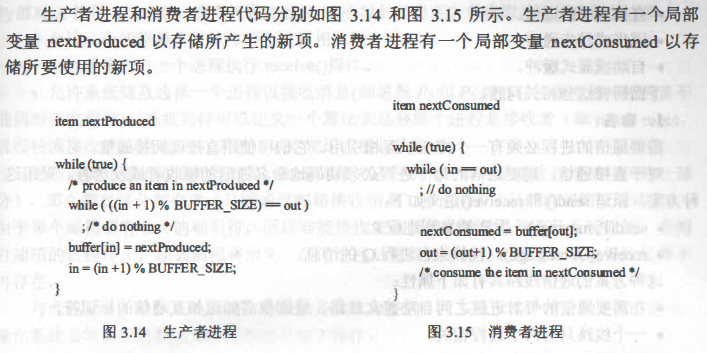 生产者进程和消费者进程代码分别如图 3.14 和图 3.15 所示。生产者进程有一个局部
变量 nextProduced 以存储所产生的新项。消费者进程有一个局部变量 nextConsumed 以存
储所要使用的新项。
item nextProduced
while (true) {
/* produce an item in nextProduced */
while ( ((in + 1) % BUFFER_SIZE) == out )
; /* do nothing */
buffer[in] = nextProduced;
in = (in +1) % BUFFER_SIZE;
}
图 3.14 生产者进程
item nextConsumed
while (true) {
while ( in == out)
; // do nothing
nextConsumed = buffer[out];
out = (out+1) % BUFFER_SIZE;
/* consume the item in nextConsumed */
}
图 3.15 消费者进程